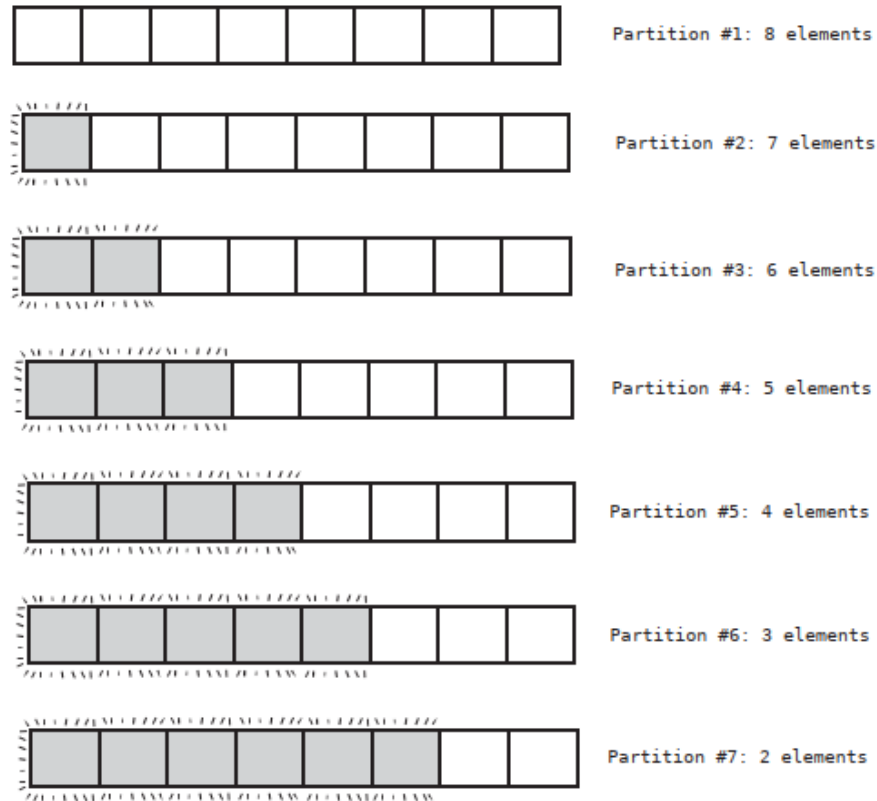 Partition #1: 8 elements
Partition #2: 7 elements
Partition #3: 6 elements
Partition #4: 5 elements
Partition #5: 4 elements
Partition #6: 3 elements
Partition #7: 2 elements